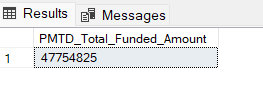 Results Messages
PMTD_Total_Funded_Amount
1 47754825